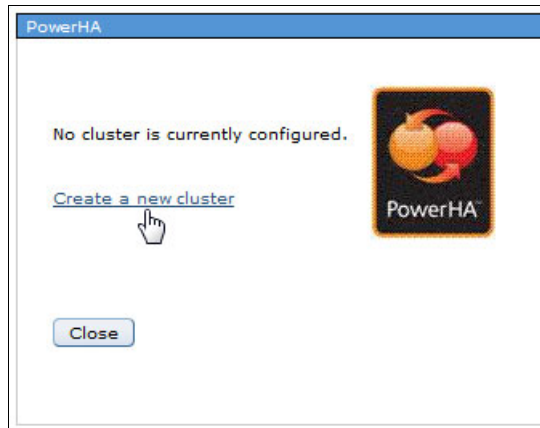 PowerHA
No cluster is currently configured.
Create a new cluster
PowerHA™
Close